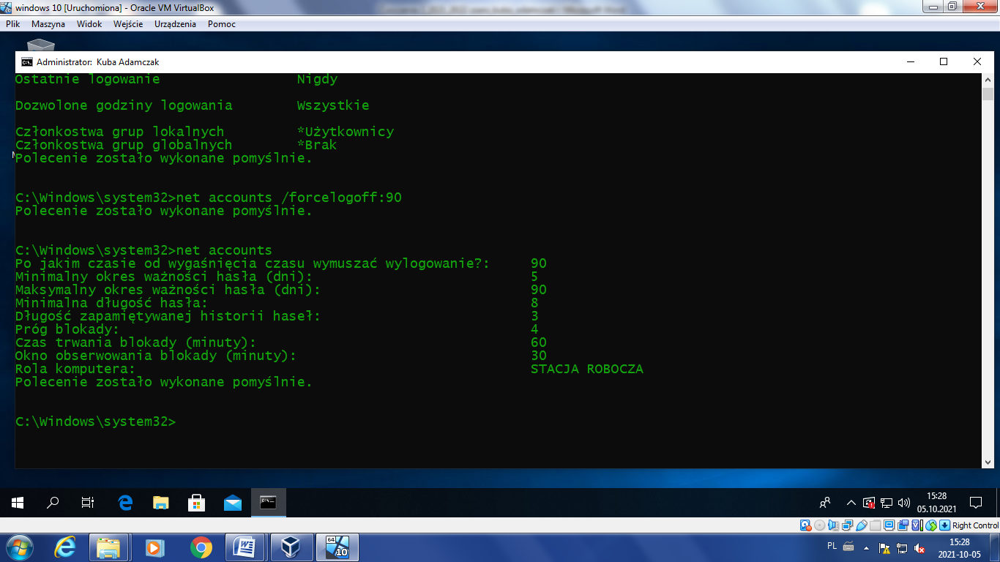 windows 10 [Uruchomiona] - Oracle VM VirtualBox
Plik Maszyna Widok Wejście Urządzenia Pomoc
Administrator: Kuba Adamczak
Ostatnie logowanie Nigdy
Dozwolone godziny logowania Wszystkie
Członkostwa grup lokalnych *Użytkownicy
Członkostwa grup globalnych *Brak
Polecenie zostało wykonane pomyślnie.
C:\Windows\system32>net accounts /forcelogoff:90
Polecenie zostało wykonane pomyślnie.
C:\Windows\system32>net accounts
Po jakim czasie od wygaśnięcia czasu wymuszać wylogowanie?: 90
Minimalny okres ważności hasła (dni): 5
Maksymalny okres ważności hasła (dni): 90
Minimalna długość hasła: 8
Długość zapamiętywanej historii haseł: 3
Próg blokady: 4
Czas trwania blokady (minuty): 60
Okno obserwowania blokady (minuty): 30
Rola komputera: STACJA ROBOCZA
Polecenie zostało wykonane pomyślnie.
C:\Windows\system32>
15:28
05.10.2021
Right Control
64
10
PL
15:28
2021-10-05